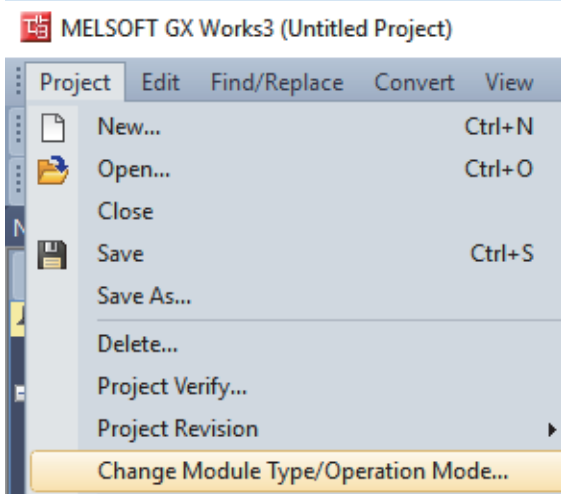 MELSOFT GX Works3 (Untitled Project)
Project Edit Find/Replace Convert View
New... Ctrl+N
Open... Ctrl+O
Close
Save Ctrl+S
Save As...
Delete...
Project Verify...
Project Revision
Change Module Type/Operation Mode...